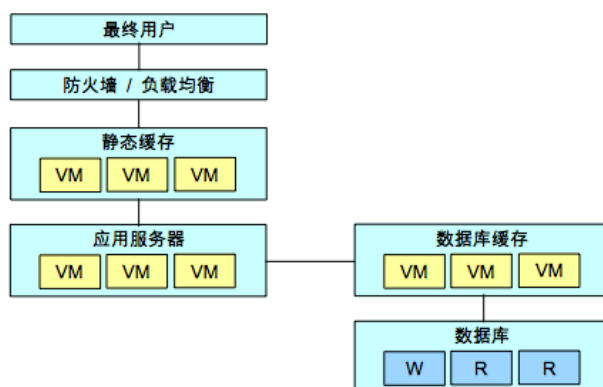 最终用户
防火墙 / 负载均衡
静态缓存
VM VM VM
应用服务器
VM VM VM
数据库缓存
VM VM VM
数据库
W R R